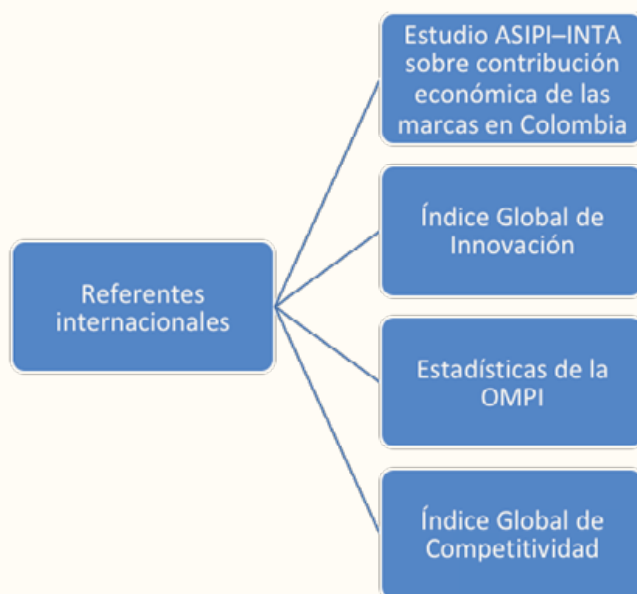 Estudio ASIPI–INTA
sobre contribución
económica de las
marcas en Colombia
Índice Global de
Innovación
Referentes
internacionales
Estadísticas de la
OMPI
Índice Global de
Competitividad